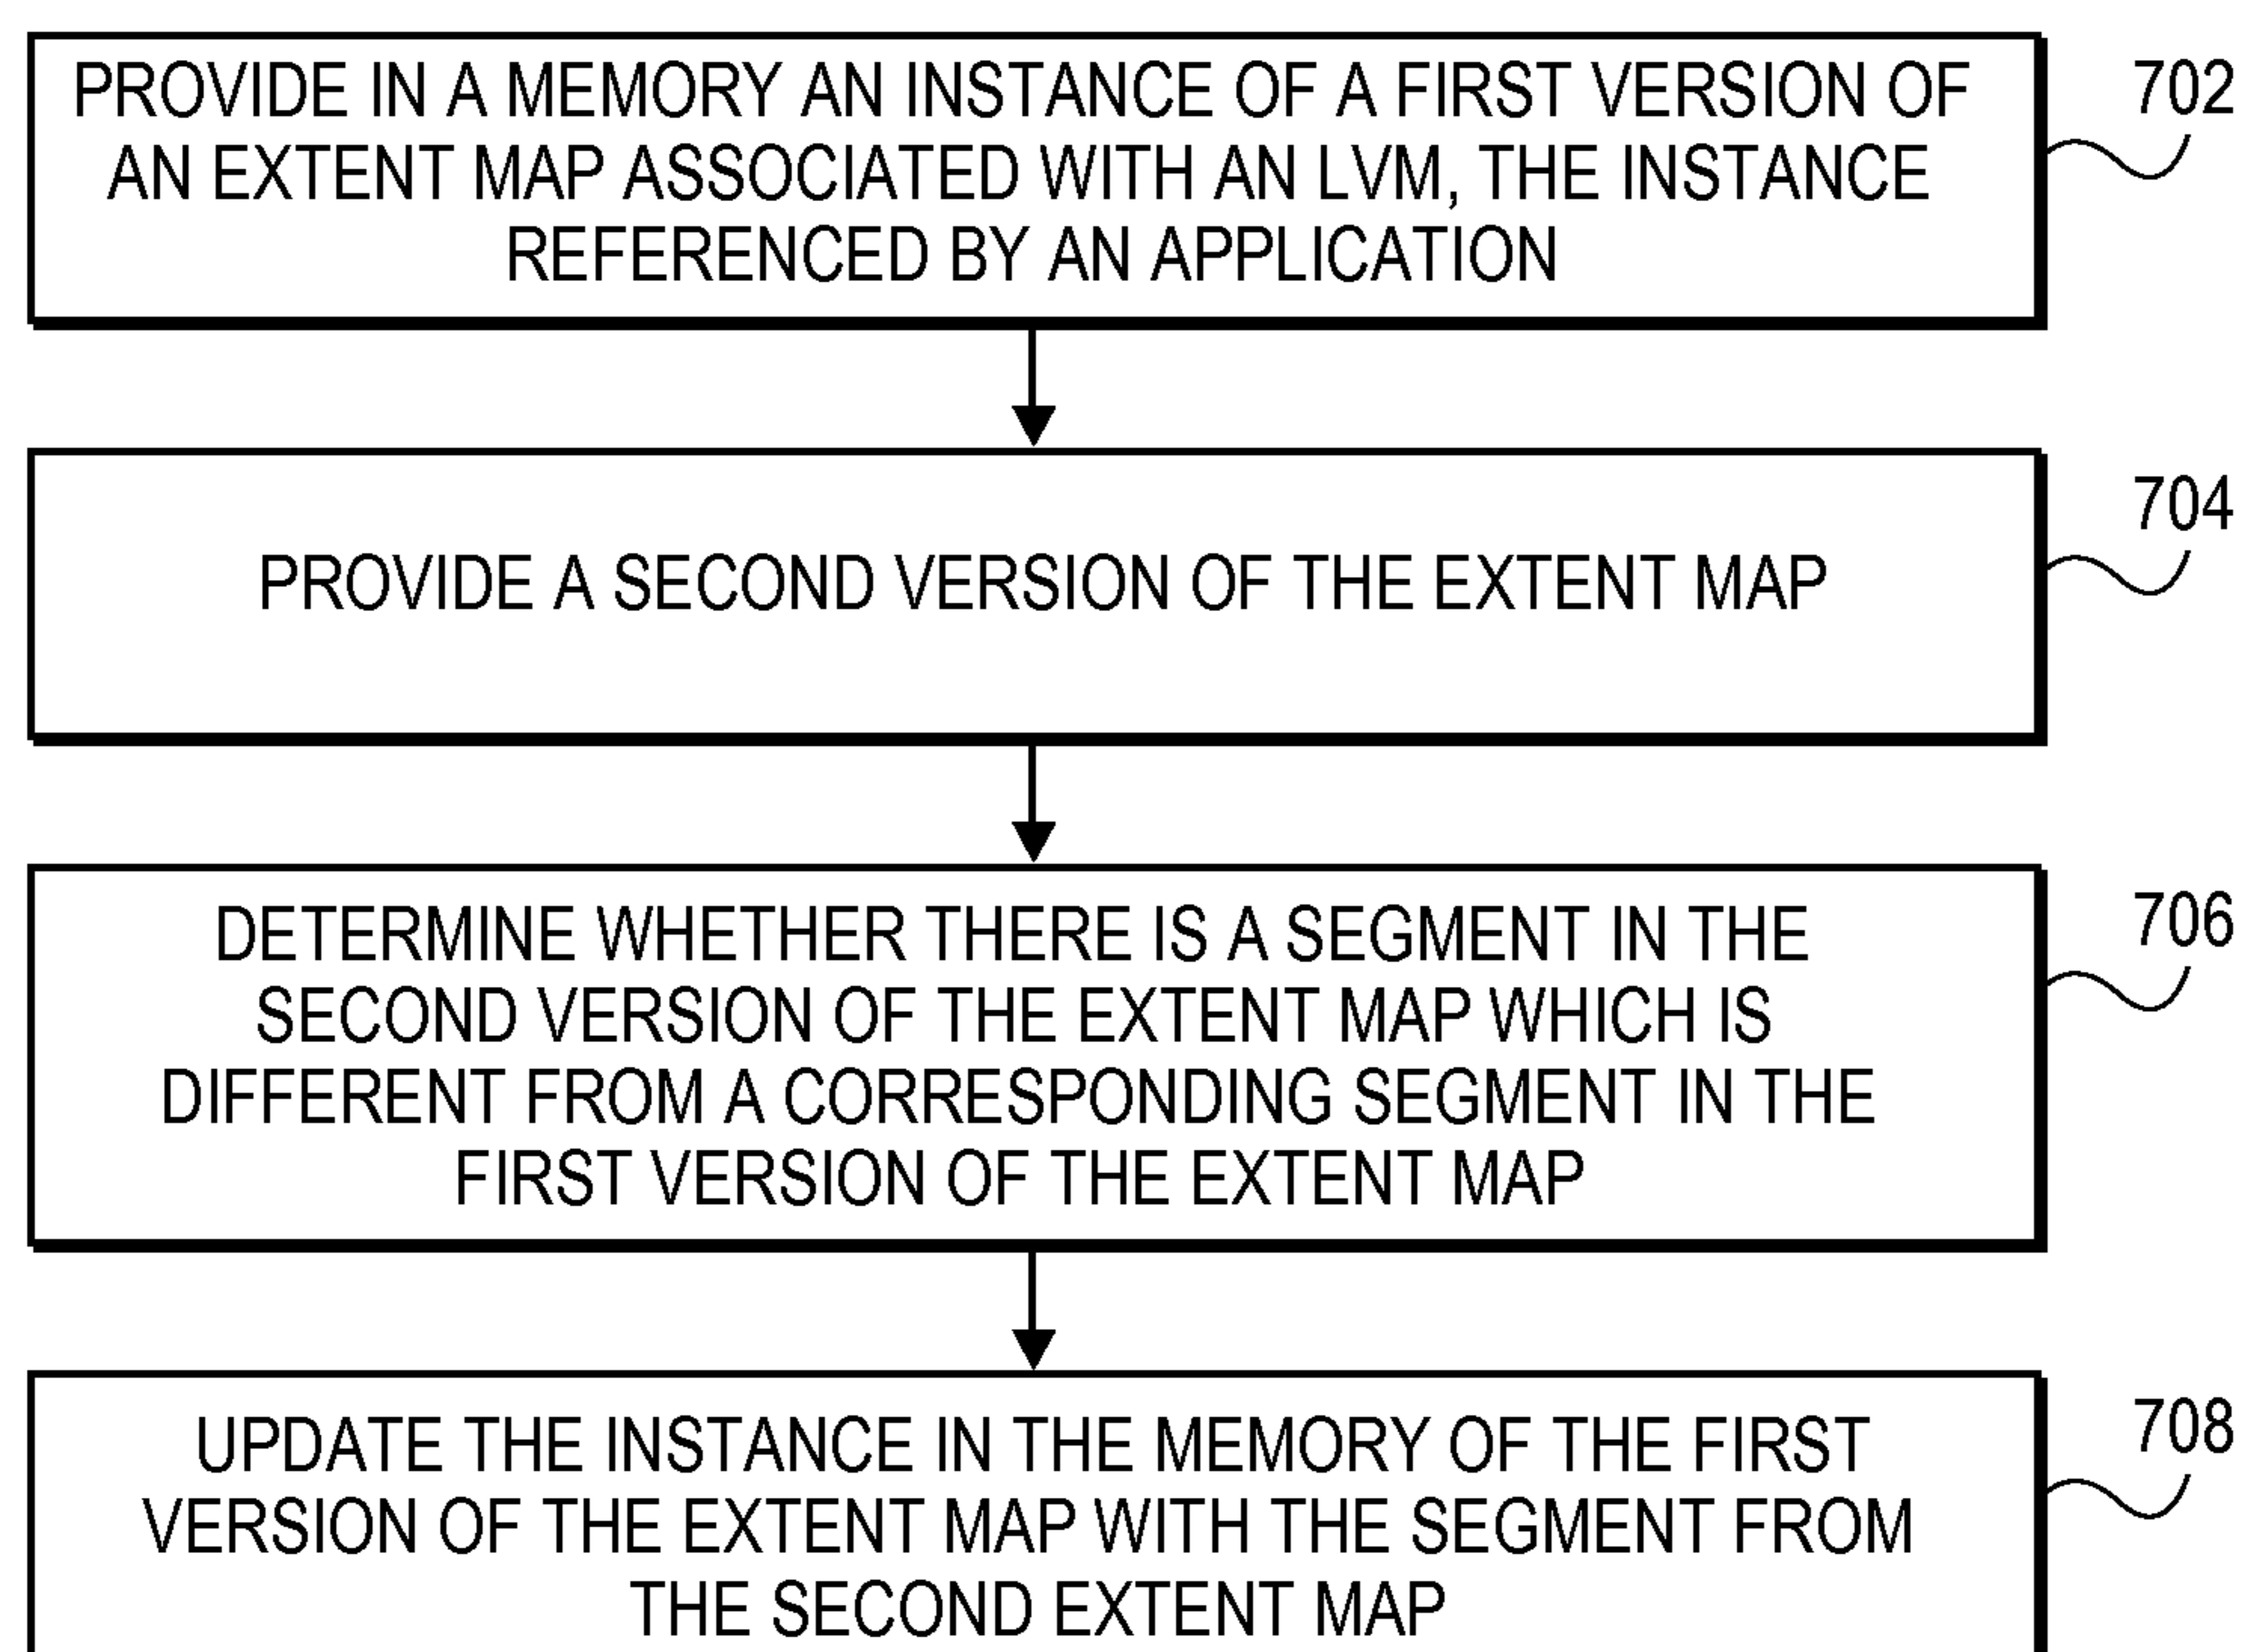 PROVIDE IN A MEMORY AN INSTANCE OF A FIRST VERSION OF
AN EXTENT MAP ASSOCIATED WITH AN LVM, THE INSTANCE
REFERENCED BY AN APPLICATION
702
PROVIDE A SECOND VERSION OF THE EXTENT MAP
704
DETERMINE WHETHER THERE IS A SEGMENT IN THE
SECOND VERSION OF THE EXTENT MAP WHICH IS
DIFFERENT FROM A CORRESPONDING SEGMENT IN THE
FIRST VERSION OF THE EXTENT MAP
706
UPDATE THE INSTANCE IN THE MEMORY OF THE FIRST
VERSION OF THE EXTENT MAP WITH THE SEGMENT FROM
THE SECOND EXTENT MAP
708